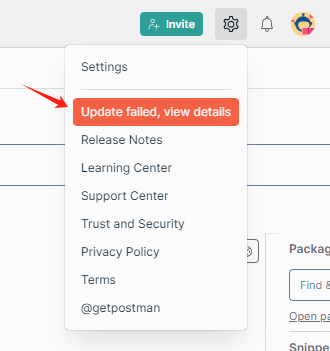 Invite
Settings
Update failed, view details
Release Notes
Learning Center
Support Center
Trust and Security
Privacy Policy
Terms
@getpostman
Packag
Find &
Open pa
Snippe